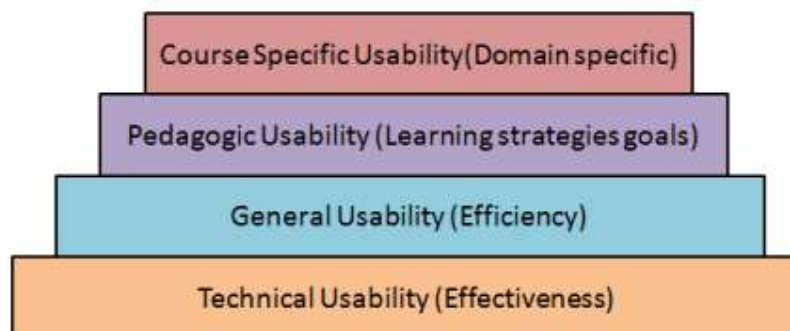 Course Specific Usability(Domain specific)
Pedagogic Usability (Learning strategies goals)
General Usability (Efficiency)
Technical Usability (Effectiveness)